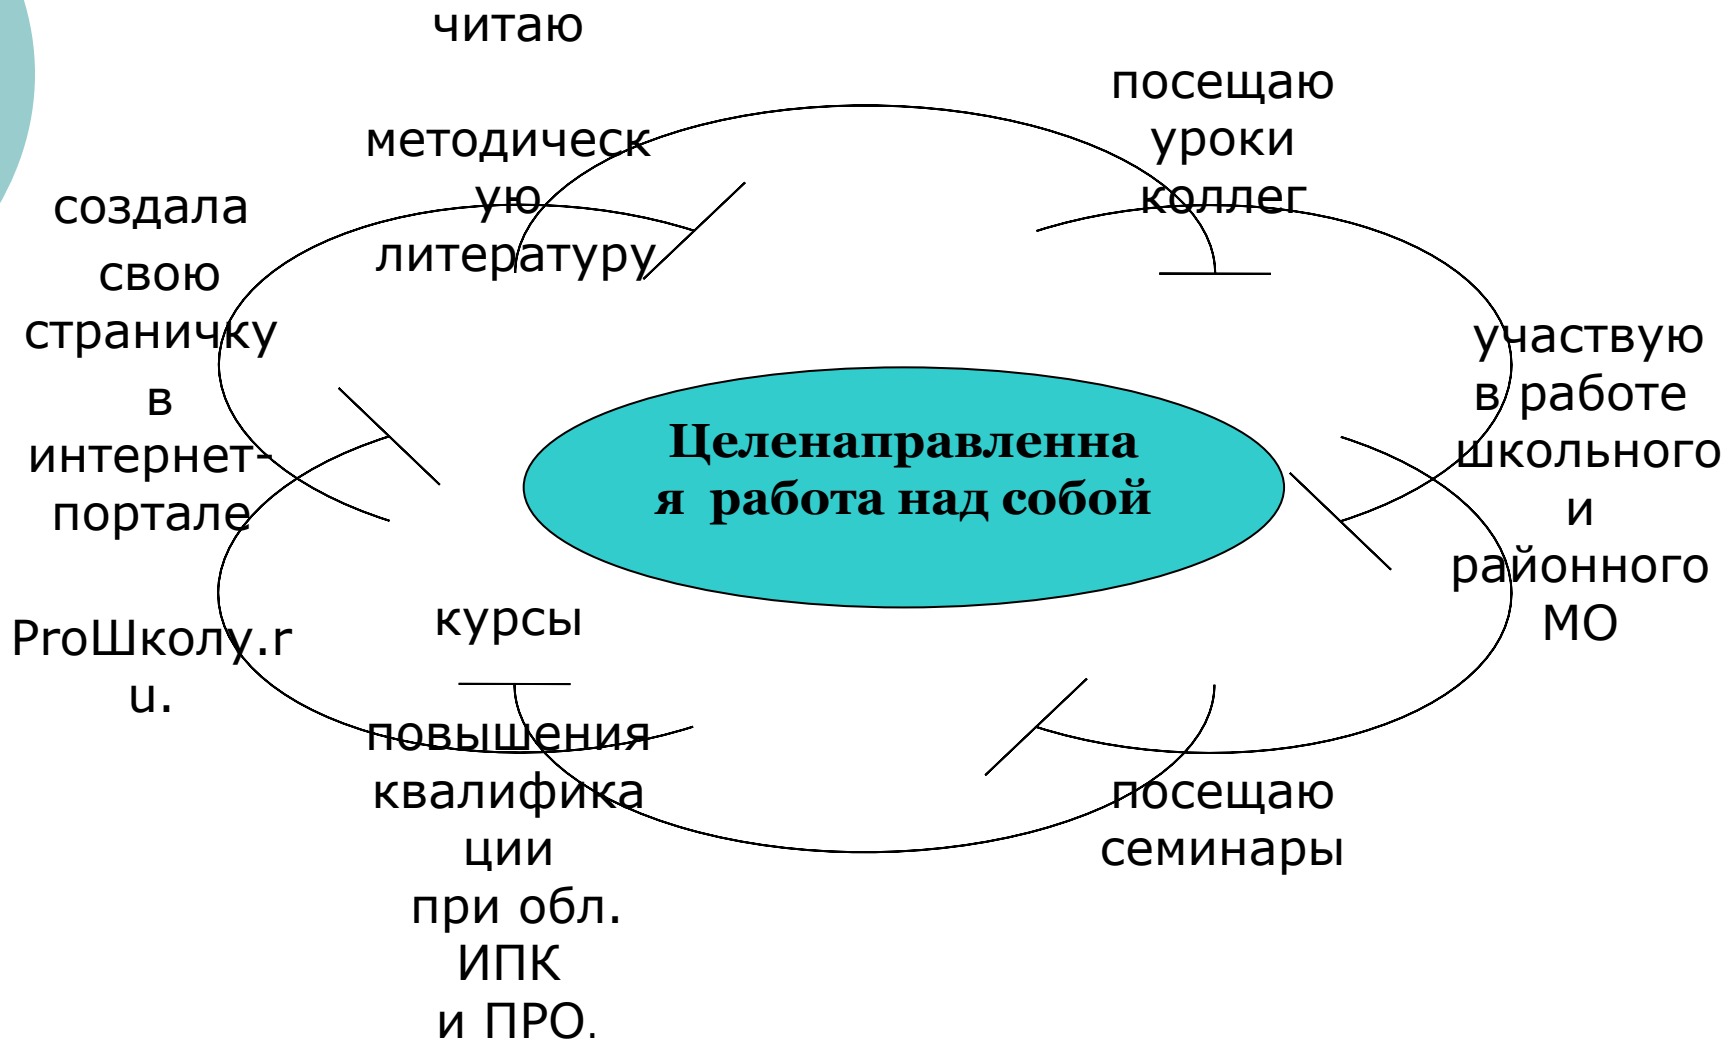 читаю
методическ
ую
литературу
посещаю
уроки
коллег
создала
свою
страничку
в
интернет-
портале
ProШколу.r
u.
Целенаправленна
я работа над собой
участвую
в работе
школьного
и
районного
МО
курсы
повышения
квалифика
ции
при обл.
ИПК
и ПРО.
посещаю
семинары